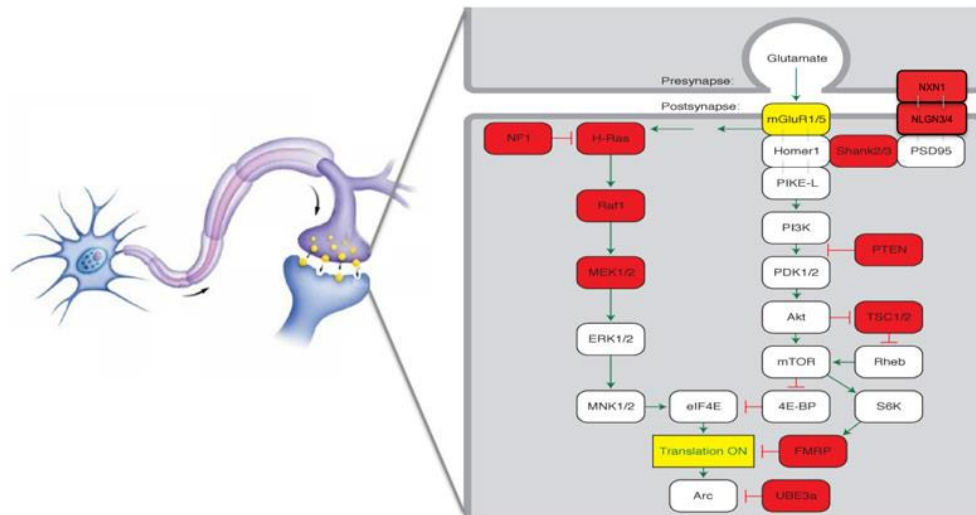 Glutamate
Presynapse:
NXN1
Postsynapse:
mGluR1/5
NLGN3/4
NF1
H-Ras
Homer1
Shank2/3
PSD95
PIKE-L
Raf1
PI3K
PTEN
MEK1/2
PDK1/2
Akt
TSC1/2
ERK1/2
mTOR
Rheb
MNK1/2
eIF4E
4E-BP
S6K
Translation ON
FMRP
Arc
UBE3a